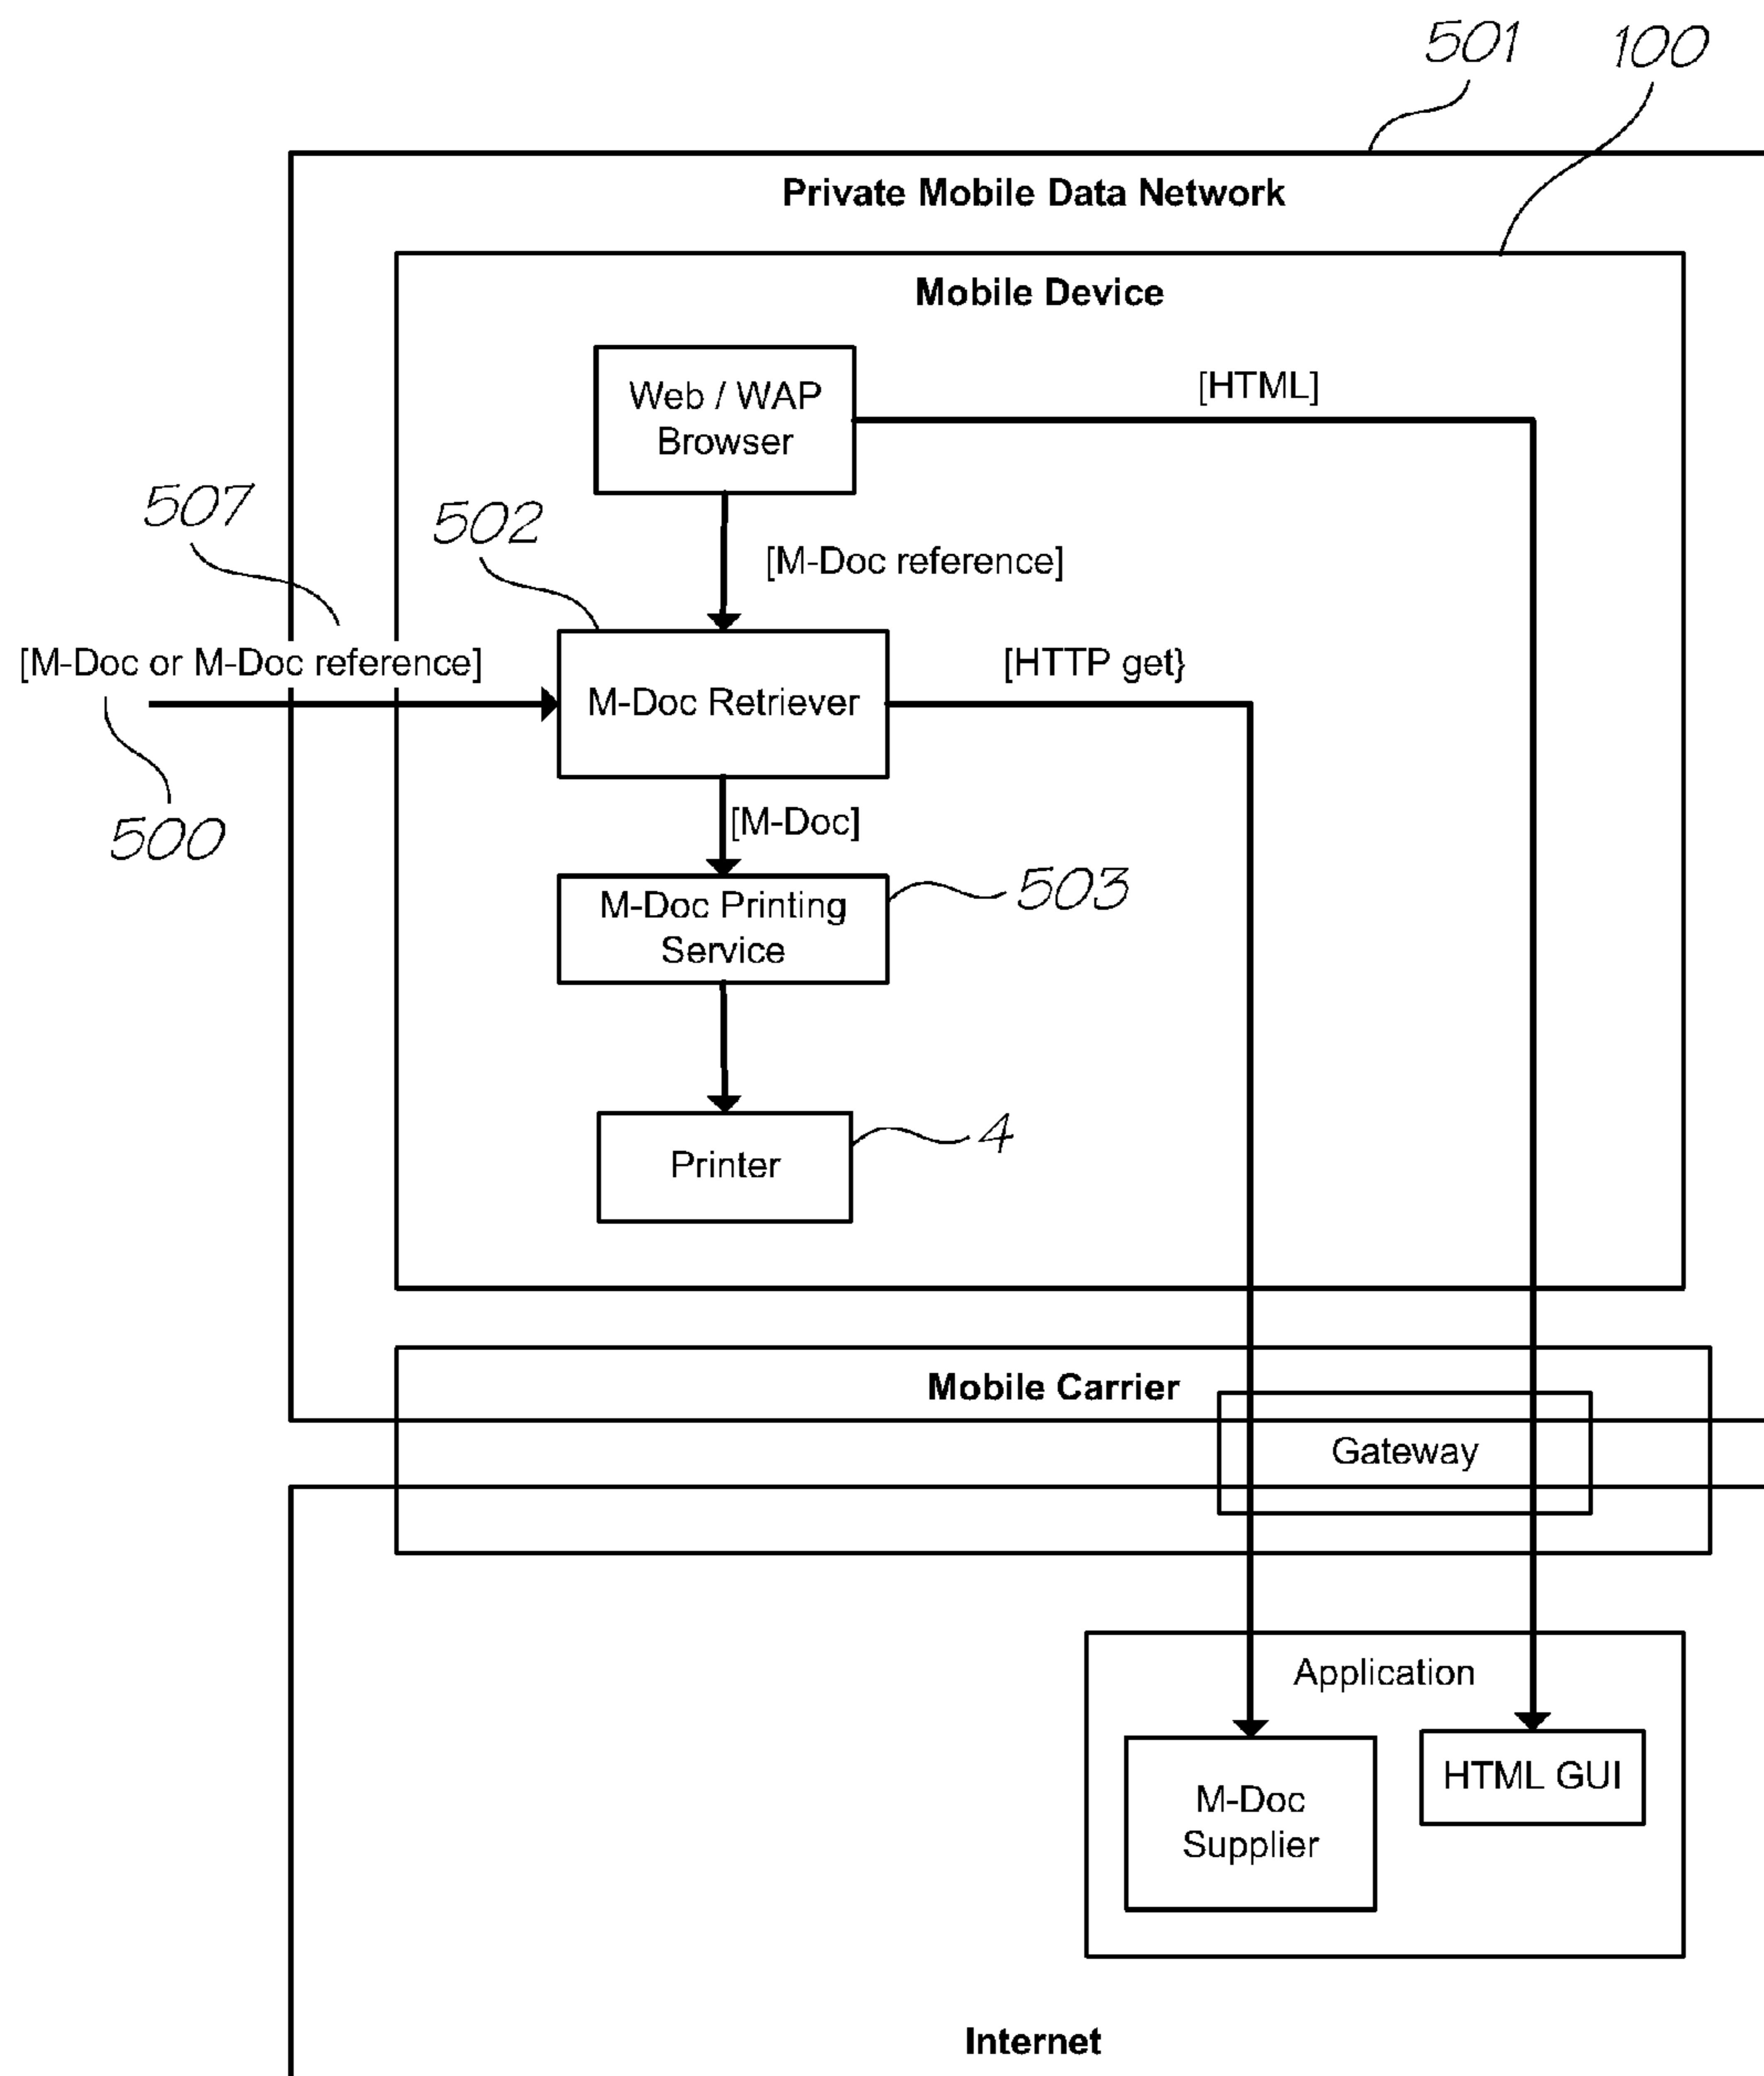 501
100
Private Mobile Data Network
Mobile Device
Web / WAP
Browser
[HTML]
507
502
[M-Doc reference]
[M-Doc or M-Doc reference]
M-Doc Retriever
[HTTP get}
500
[M-Doc]
503
M-Doc Printing
Service
4
Printer
Mobile Carrier
Gateway
Application
M-Doc
Supplier
HTML GUI
Internet